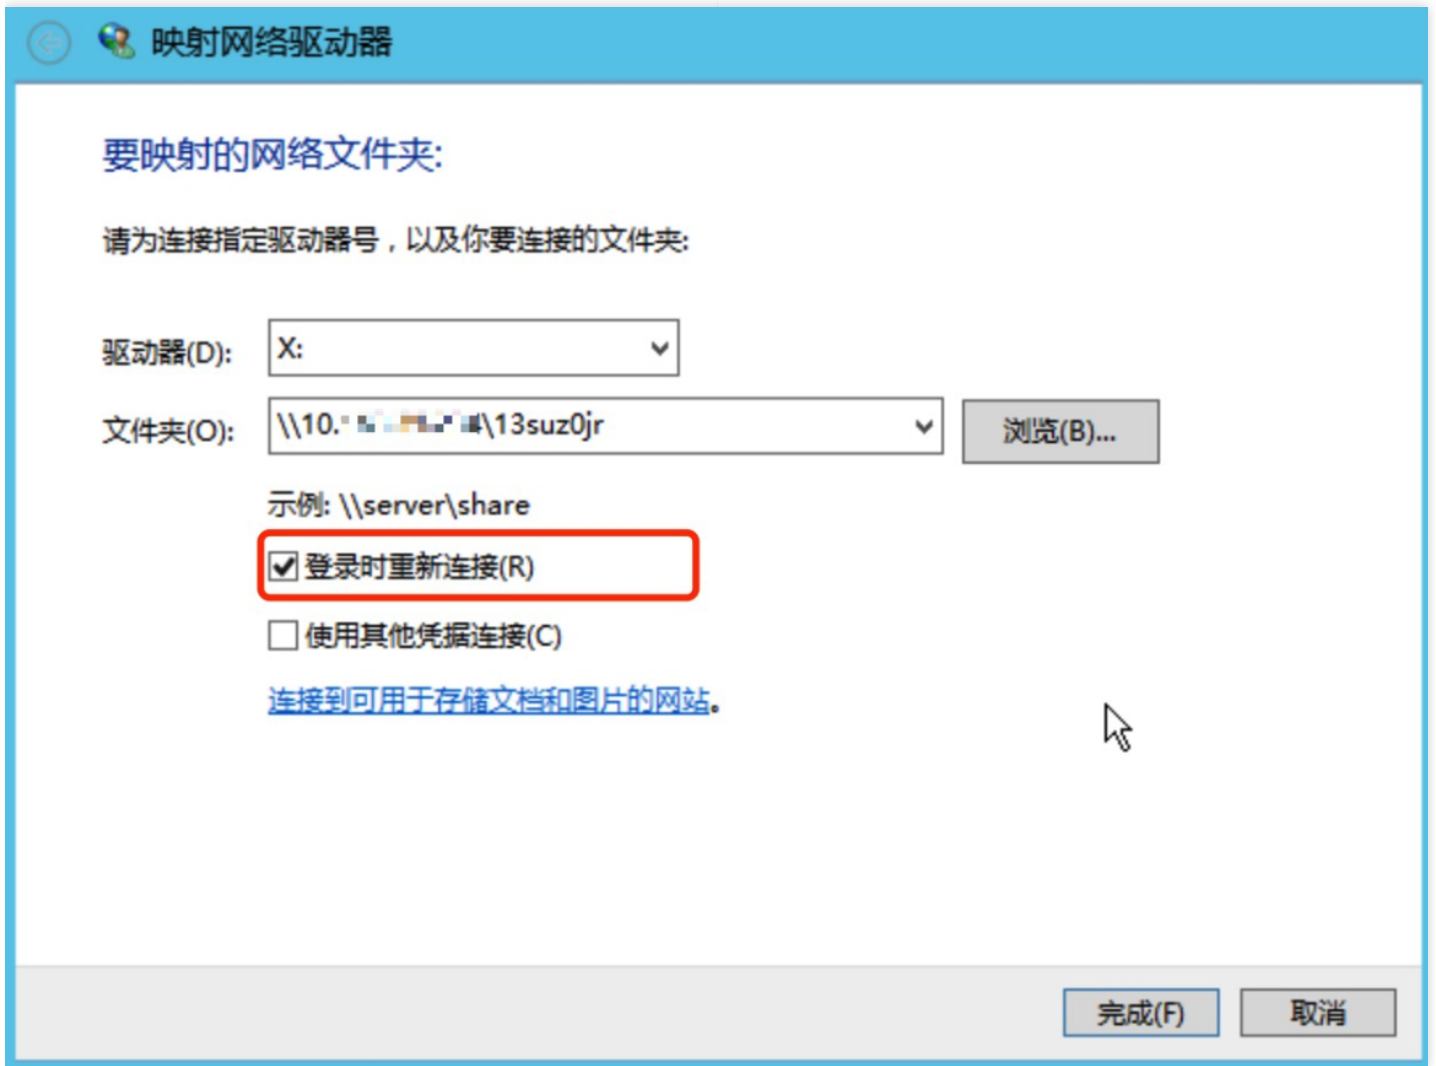 映射网络驱动器
要映射的网络文件夹:
请为连接指定驱动器号，以及你要连接的文件夹:
驱动器(D): X:
文件夹(O): \\10. \13suz0jr 浏览(B)...
示例: \\server\share
登录时重新连接(R)
使用其他凭据连接(C)
连接到可用于存储文档和图片的网站。
完成(F) 取消